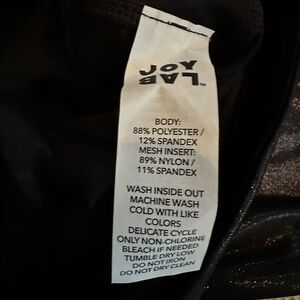 JOY
LAB™
BODY:
88% POLYESTER /
12% SPANDEX
MESH INSERT:
89% NYLON /
11% SPANDEX
WASH INSIDE OUT
MACHINE WASH
COLD WITH LIKE
COLORS
DELICATE CYCLE
ONLY NON-CHLORINE
BLEACH IF NEEDED
TUMBLE DRY LOW
DO NOT IRON
DO NOT DRY CLEAN